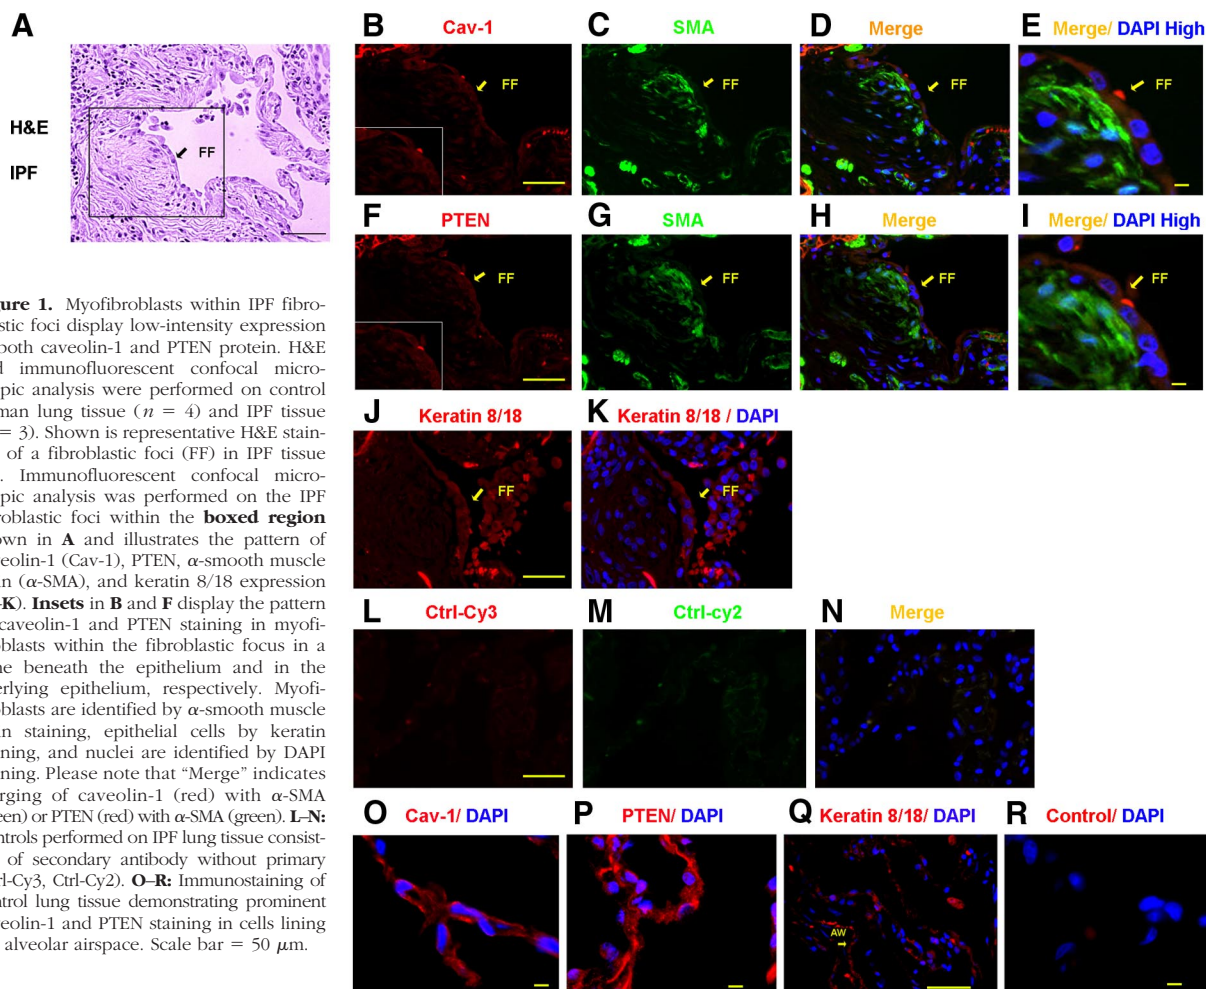 A
H&E
IPF
FF
B Cav-1
FF
C SMA
FF
D Merge
FF
E Merge/ DAPI High
FF
F PTEN
FF
G SMA
FF
H Merge
FF
I Merge/ DAPI High
FF
J Keratin 8/18
FF
K Keratin 8/18 / DAPI
FF
L Ctrl-Cy3
M Ctrl-cy2
N Merge
O Cav-1/ DAPI
P PTEN/ DAPI
Q Keratin 8/18/ DAPI
AW
R Control/ DAPI
gure 1. Myofibroblasts within IPF fibro-
stic foci display low-intensity expression
both caveolin-1 and PTEN protein. H&E
d immunofluorescent confocal micro-
pic analysis were performed on control
man lung tissue (n = 4) and IPF tissue
= 3). Shown is representative H&E stain-
of a fibroblastic foci (FF) in IPF tissue
. Immunofluorescent confocal micro-
pic analysis was performed on the IPF
roblastic foci within the boxed region
own in A and illustrates the pattern of
veolin-1 (Cav-1), PTEN, α-smooth muscle
in (α-SMA), and keratin 8/18 expression
–K). Insets in B and F display the pattern
caveolin-1 and PTEN staining in myofi-
oblasts within the fibroblastic focus in a
ne beneath the epithelium and in the
erlying epithelium, respectively. Myofi-
oblasts are identified by α-smooth muscle
in staining, epithelial cells by keratin
ning, and nuclei are identified by DAPI
ning. Please note that “Merge” indicates
rging of caveolin-1 (red) with α-SMA
een) or PTEN (red) with α-SMA (green). L–N:
ntrols performed on IPF lung tissue consist-
of secondary antibody without primary
rl-Cy3, Ctrl-Cy2). O–R: Immunostaining of
ntrol lung tissue demonstrating prominent
veolin-1 and PTEN staining in cells lining
alveolar airspace. Scale bar = 50 μm.